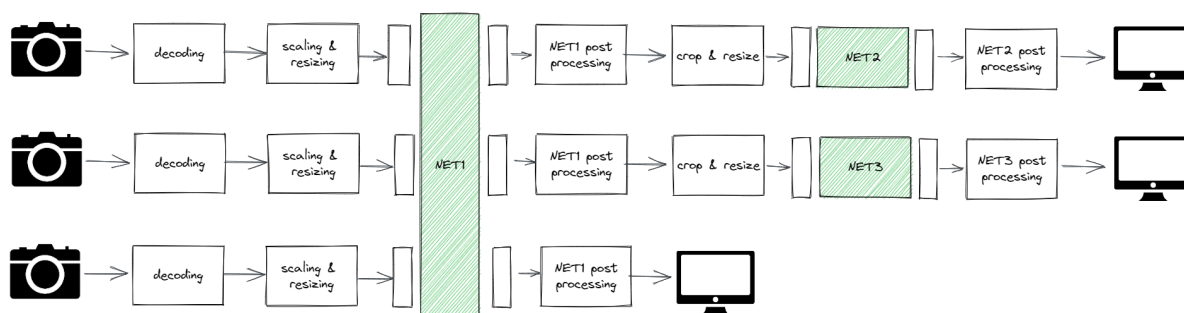 decoding
scaling &
resizing
NET1 post
processing
crop & resize
NET2
NET2 post
processing
decoding
scaling &
resizing
NET1
NET1 post
processing
crop & resize
NET3
NET3 post
processing
decoding
scaling &
resizing
NET1 post
processing